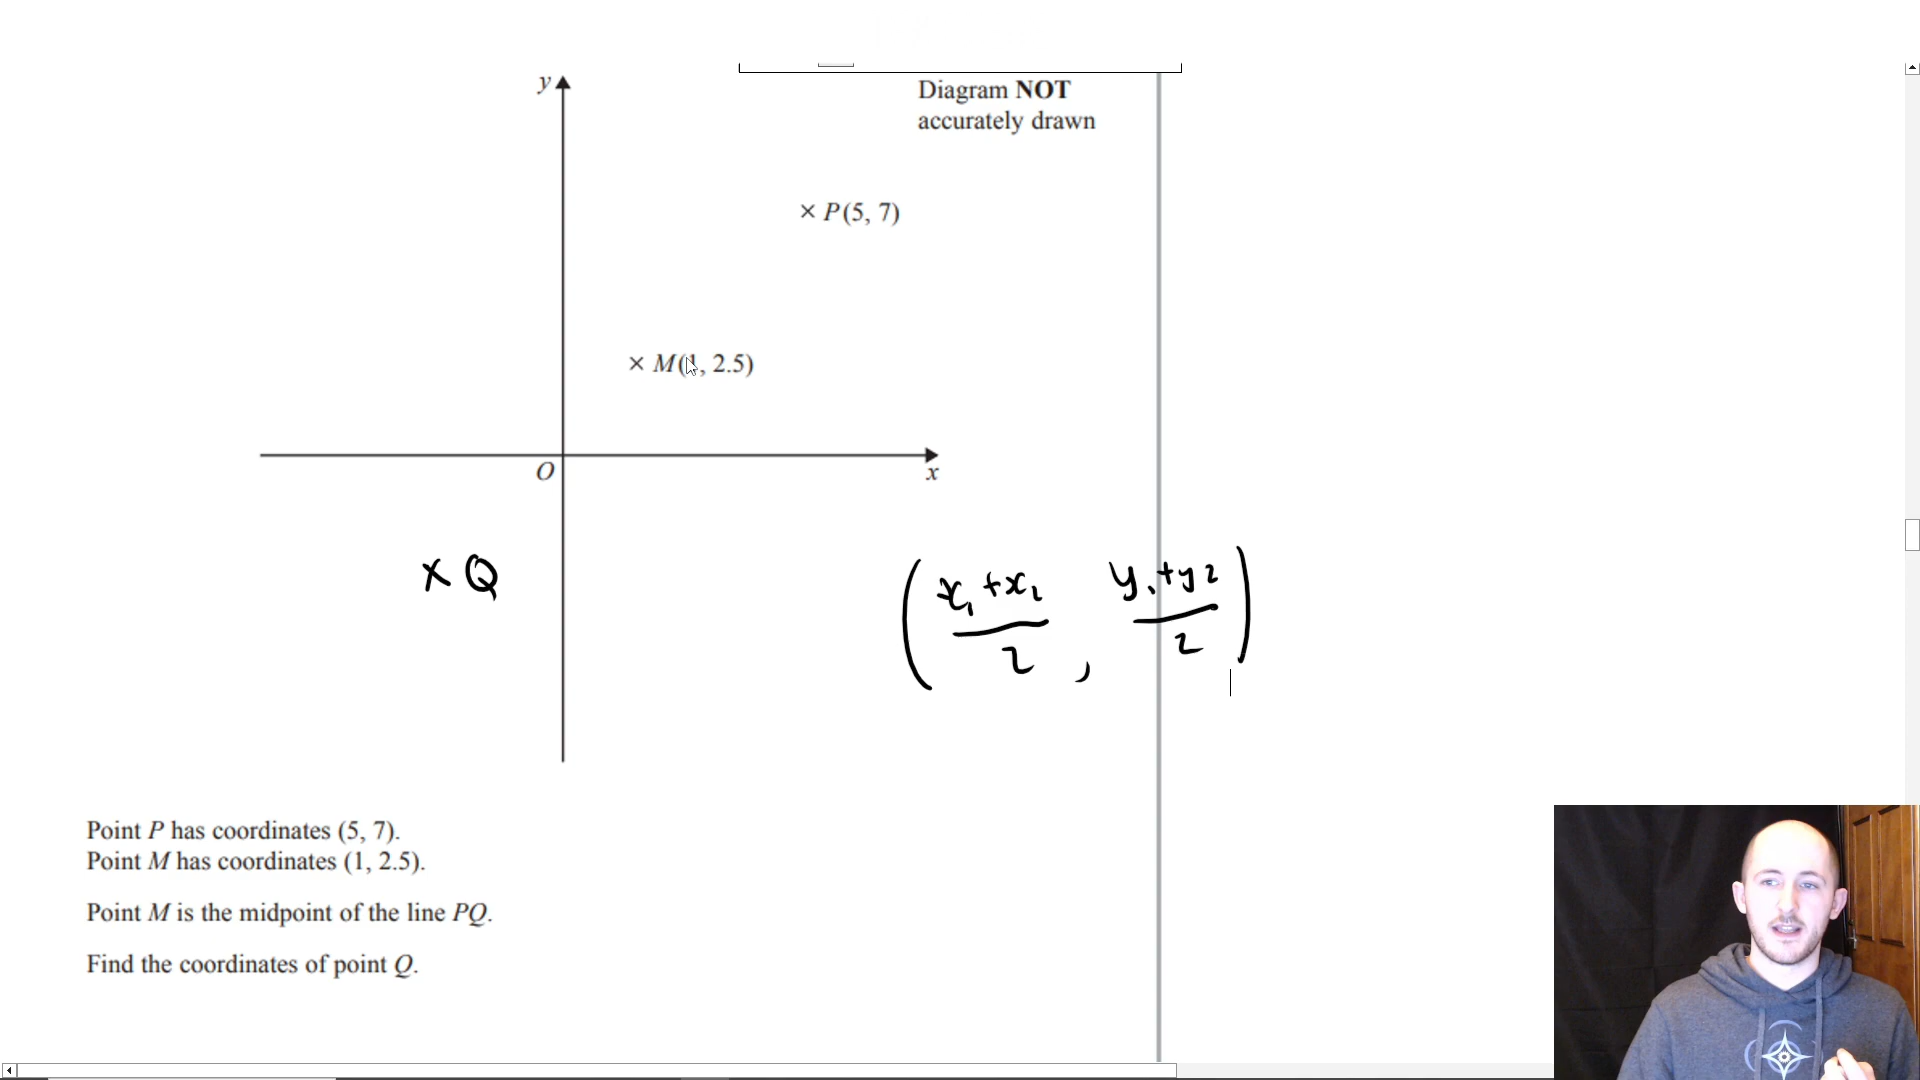 y
Diagram NOT
accurately drawn
× P(5, 7)
× M(1, 2.5)
O
x
× Q
(x₁+x₂/2, y₁+y₂/2)
Point P has coordinates (5, 7).
Point M has coordinates (1, 2.5).
Point M is the midpoint of the line PQ.
Find the coordinates of point Q.